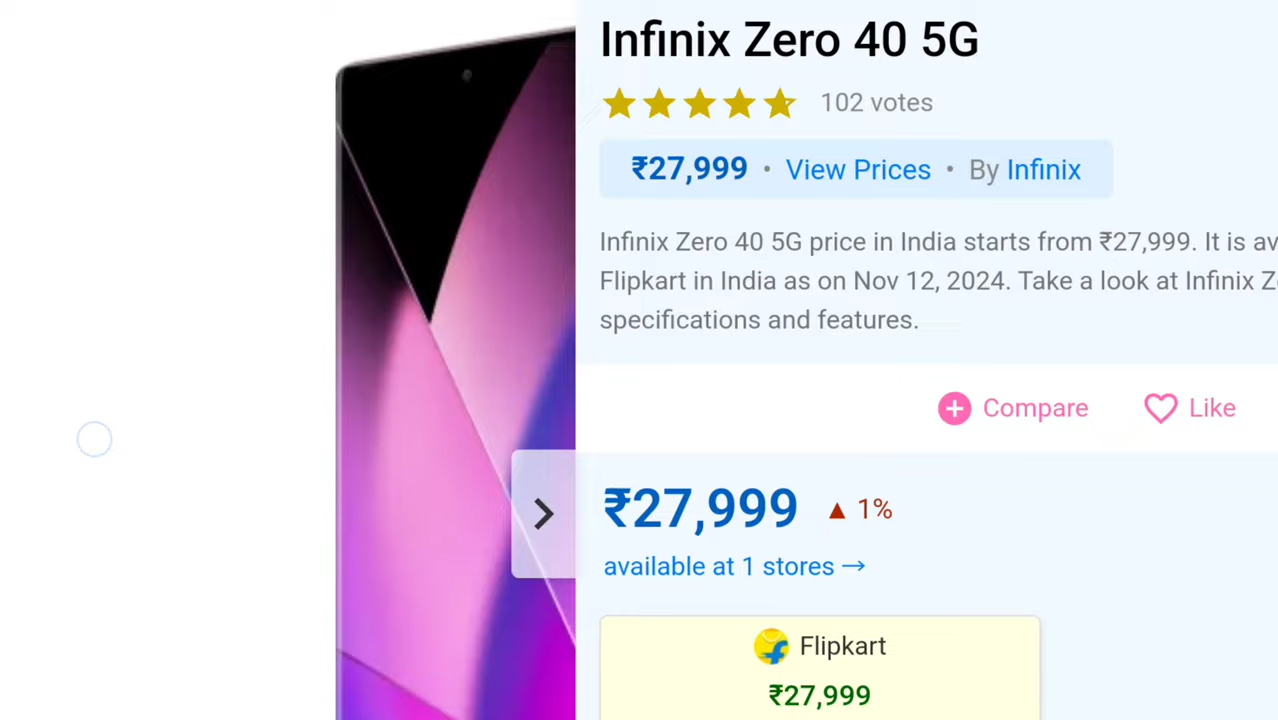 Infinix Zero 40 5G
102 votes
₹27,999 • View Prices • By Infinix
Infinix Zero 40 5G price in India starts from ₹27,999. It is
Flipkart in India as on Nov 12, 2024. Take a look at Infinix
specifications and features.
Compare Like
₹27,999 ▲ 1%
available at 1 stores →
Flipkart
₹27,999